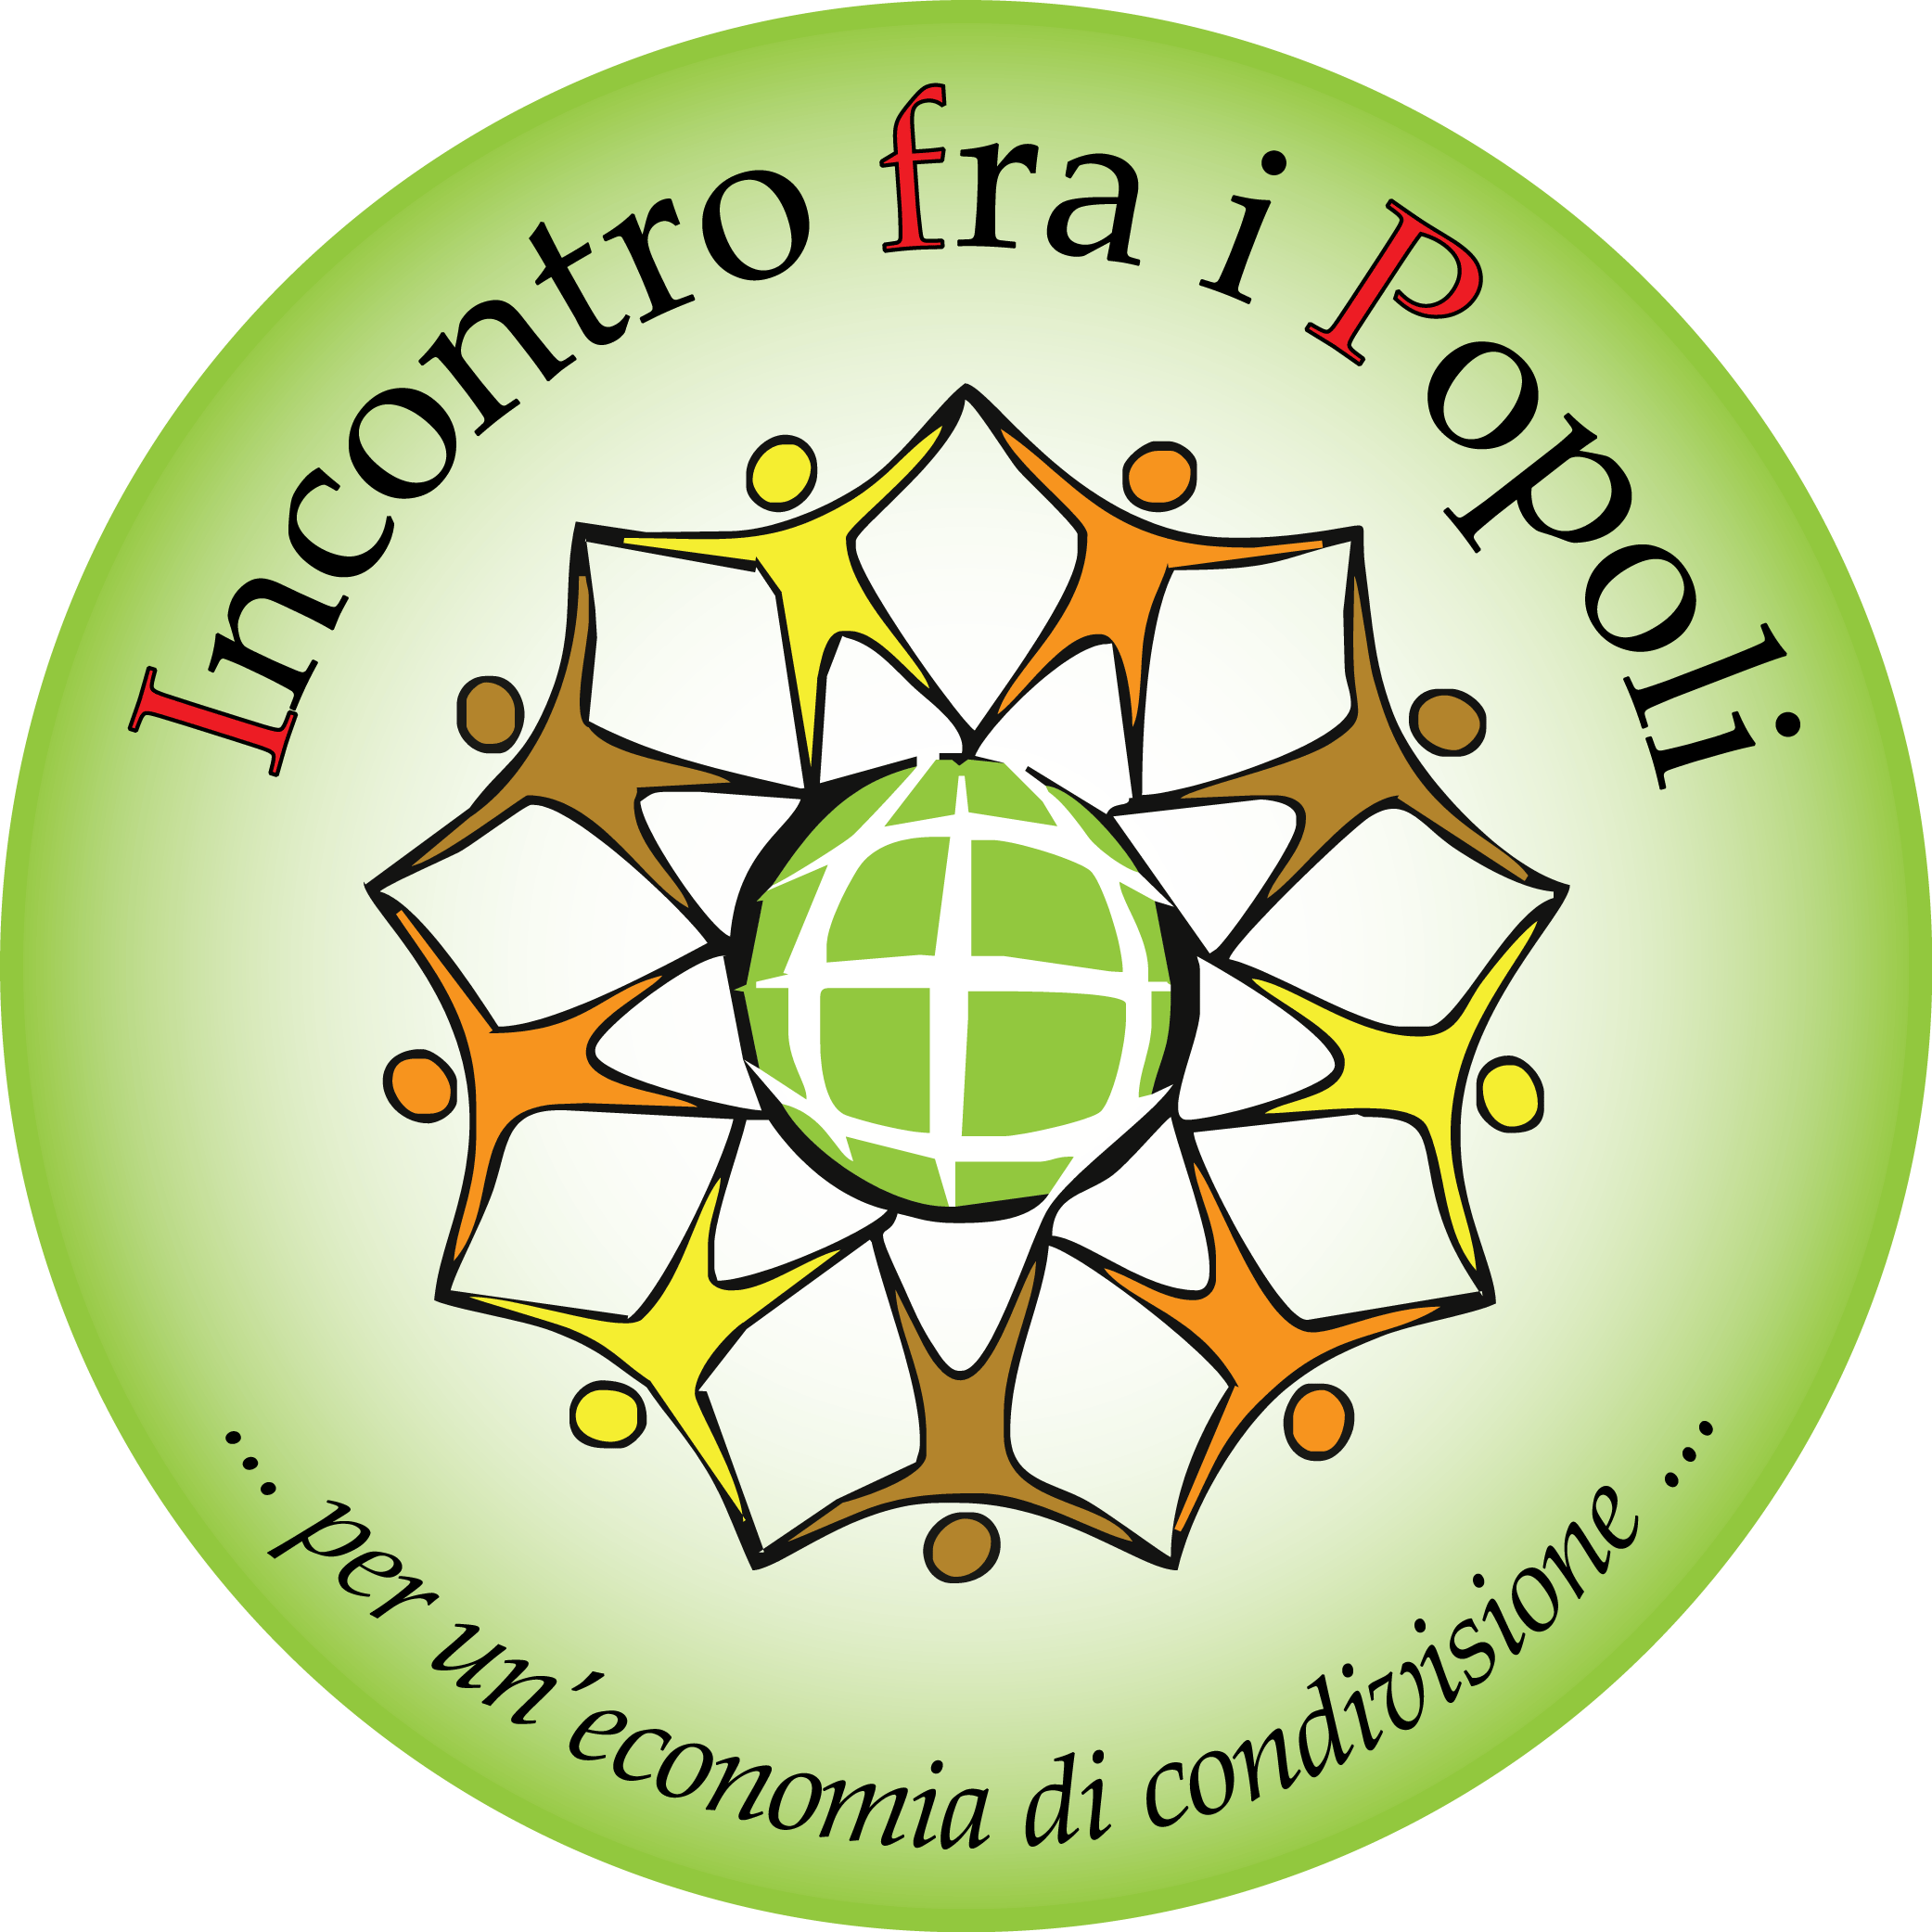 Incontro fra i Popoli
... per un'economia di condivisione ...